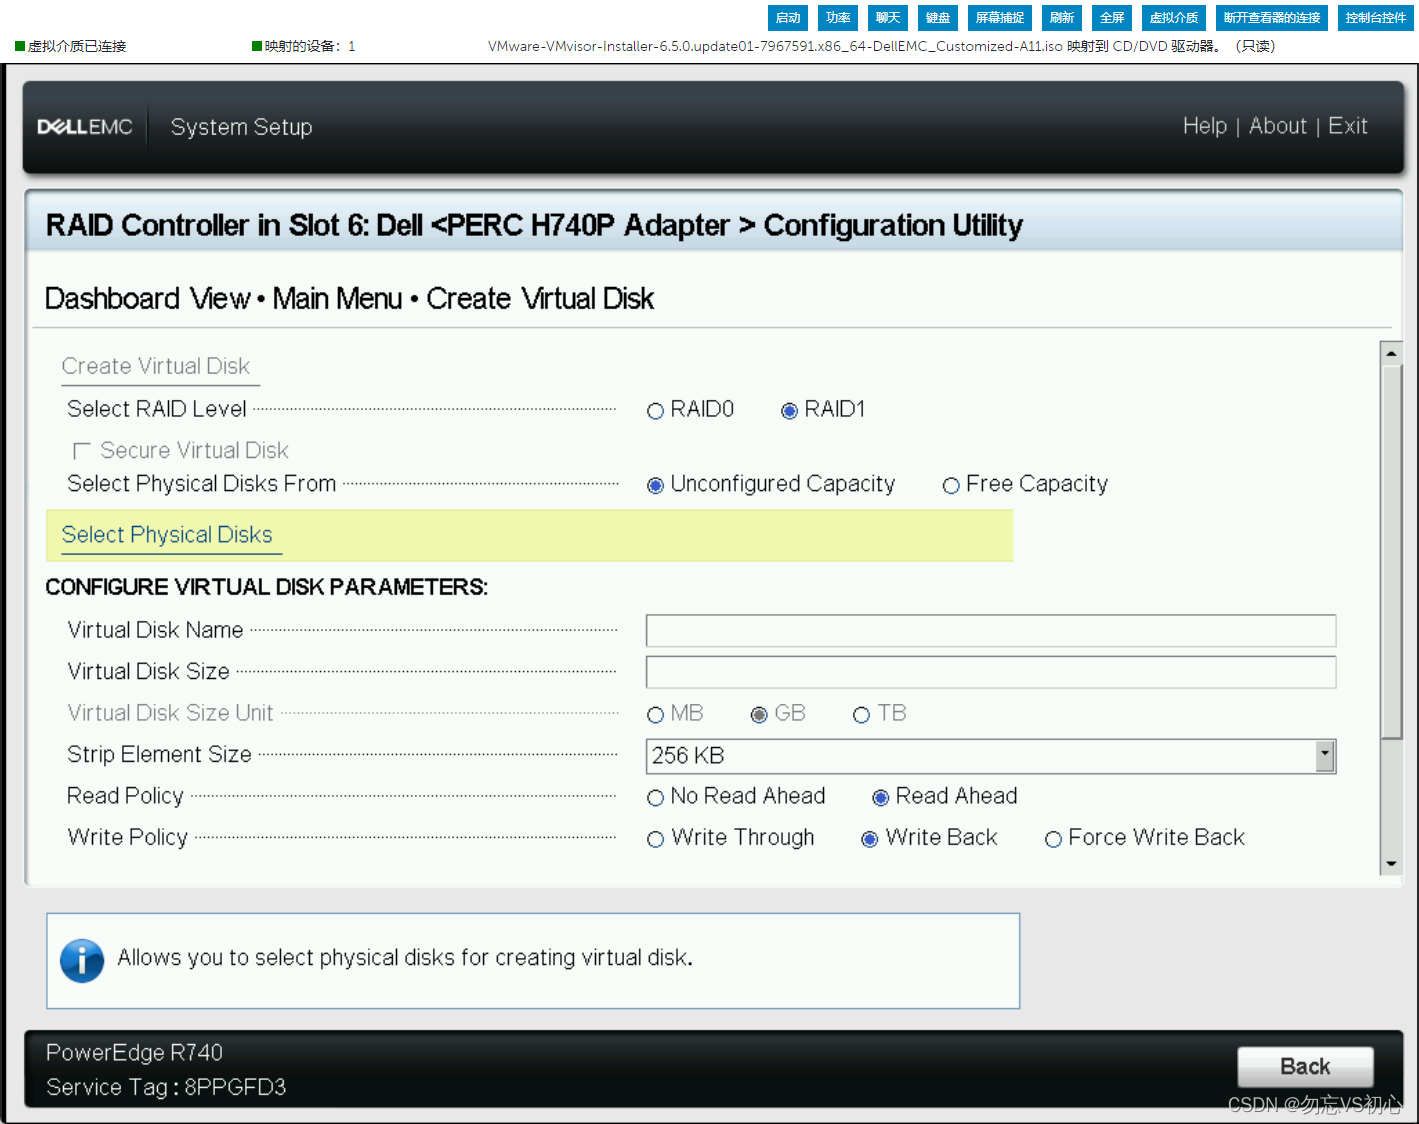 启动 功率 聊天 键盘 屏幕捕捉 刷新 全屏 虚拟介质 断开查看器的连接 控制台控件
虚拟介质已连接 映射的设备：1 VMware-VMvisor-Installer-6.5.0.update01-7967591.x86_64-DellEMC_Customized-A11.iso 映射到 CD/DVD 驱动器。（只读）
DELLEMC System Setup Help | About | Exit
RAID Controller in Slot 6: Dell <PERC H740P Adapter > Configuration Utility
Dashboard View • Main Menu • Create Virtual Disk
Create Virtual Disk
Select RAID Level RAID0 RAID1
Secure Virtual Disk
Select Physical Disks From Unconfigured Capacity Free Capacity
Select Physical Disks
CONFIGURE VIRTUAL DISK PARAMETERS:
Virtual Disk Name
Virtual Disk Size
Virtual Disk Size Unit MB GB TB
Strip Element Size 256 KB
Read Policy No Read Ahead Read Ahead
Write Policy Write Through Write Back Force Write Back
Allows you to select physical disks for creating virtual disk.
PowerEdge R740
Service Tag : 8PPGFD3
Back
CSDN @勿忘VS初心